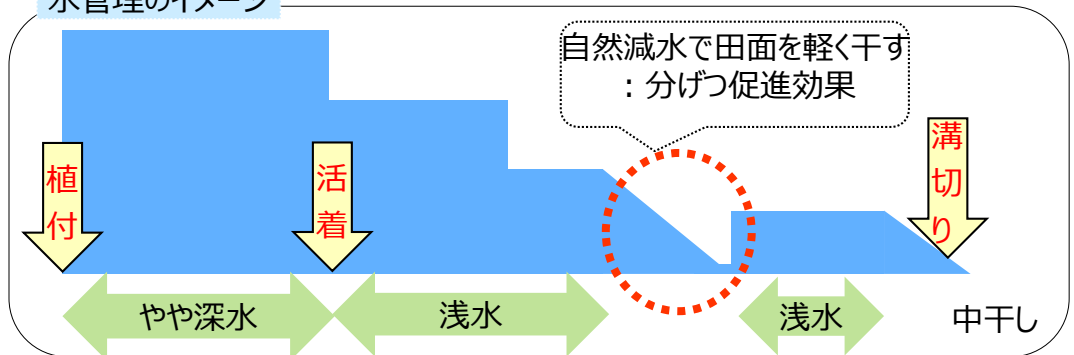 水管理のイメージ
自然減水で田面を軽く干す
：分げつ促進効果
植付
活着
溝切り
やや深水
浅水
浅水
中干し